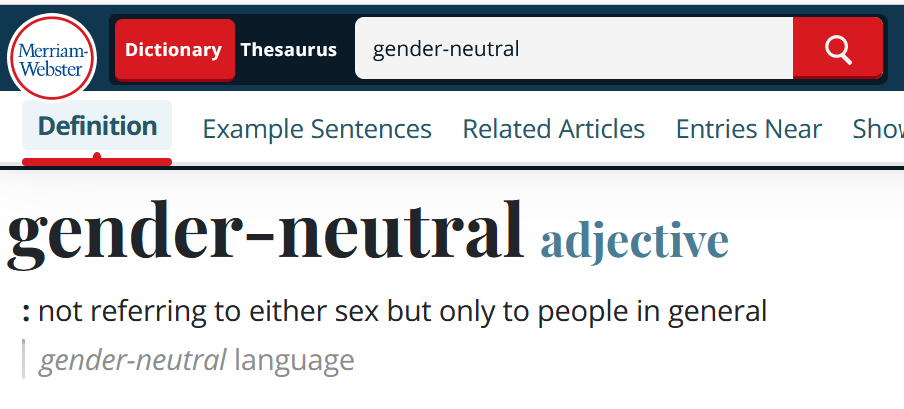 Merriam-
Webster
Dictionary Thesaurus gender-neutral
Definition Example Sentences Related Articles Entries Near Show
gender-neutral adjective
: not referring to either sex but only to people in general
gender-neutral language